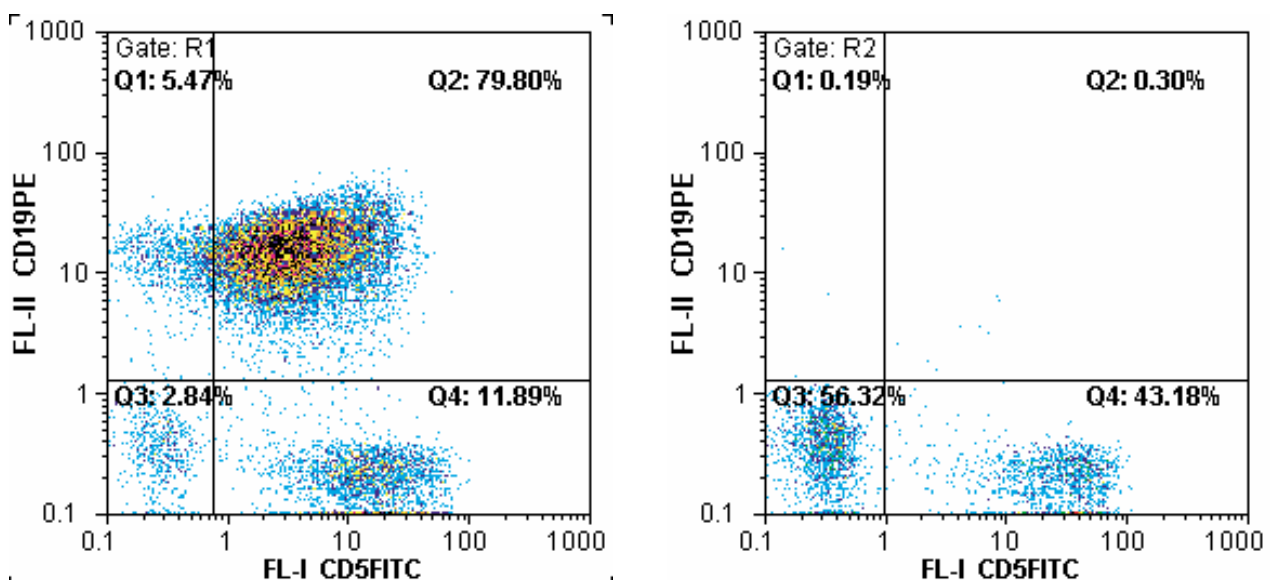 1000
Gate: R1
Q1: 5.47%
Q2: 79.80%
100
10
1
Q3: 2.84%
Q4: 11.89%
0.1
0.1
1
10
100
1000
FL-II CD19PE
FL-I CD5FITC
1000
Gate: R2
Q1: 0.19%
Q2: 0.30%
100
10
1
Q3: 56.32%
Q4: 43.18%
0.1
0.1
1
10
100
1000
FL-II CD19PE
FL-I CD5FITC